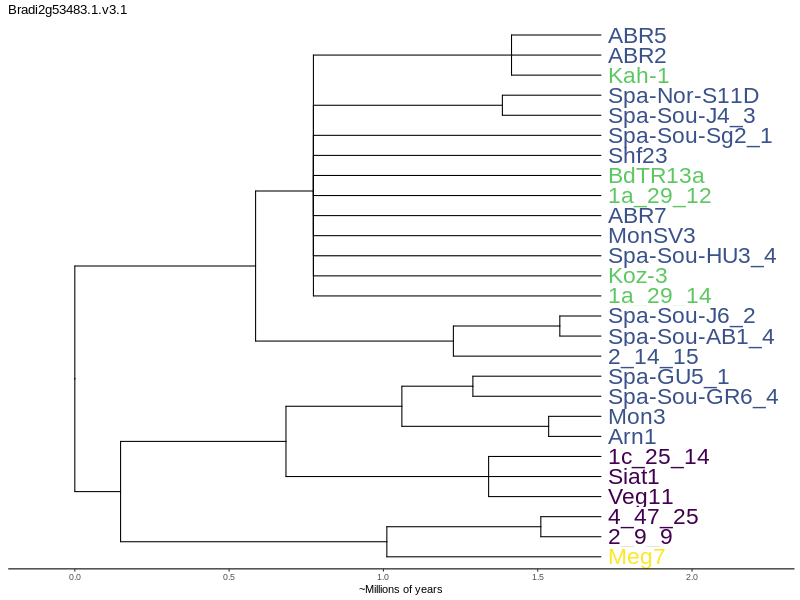 Bradi2g53483.1.v3.1
ABR5
ABR2
Kah-1
Spa-Nor-S11D
Spa-Sou-J4_3
Spa-Sou-Sg2_1
Shf23
BdTR13a
1a_29_12
ABR7
MonSV3
Spa-Sou-HU3_4
Koz-3
1a_29_14
Spa-Sou-J6_2
Spa-Sou-AB1_4
2_14_15
Spa-GU5_1
Spa-Sou-GR6_4
Mon3
Arn1
1c_25_14
Siat1
Veg11
4_47_25
2_9_9
Meg7
0.0 0.5 1.0 1.5 2.0
~Millions of years